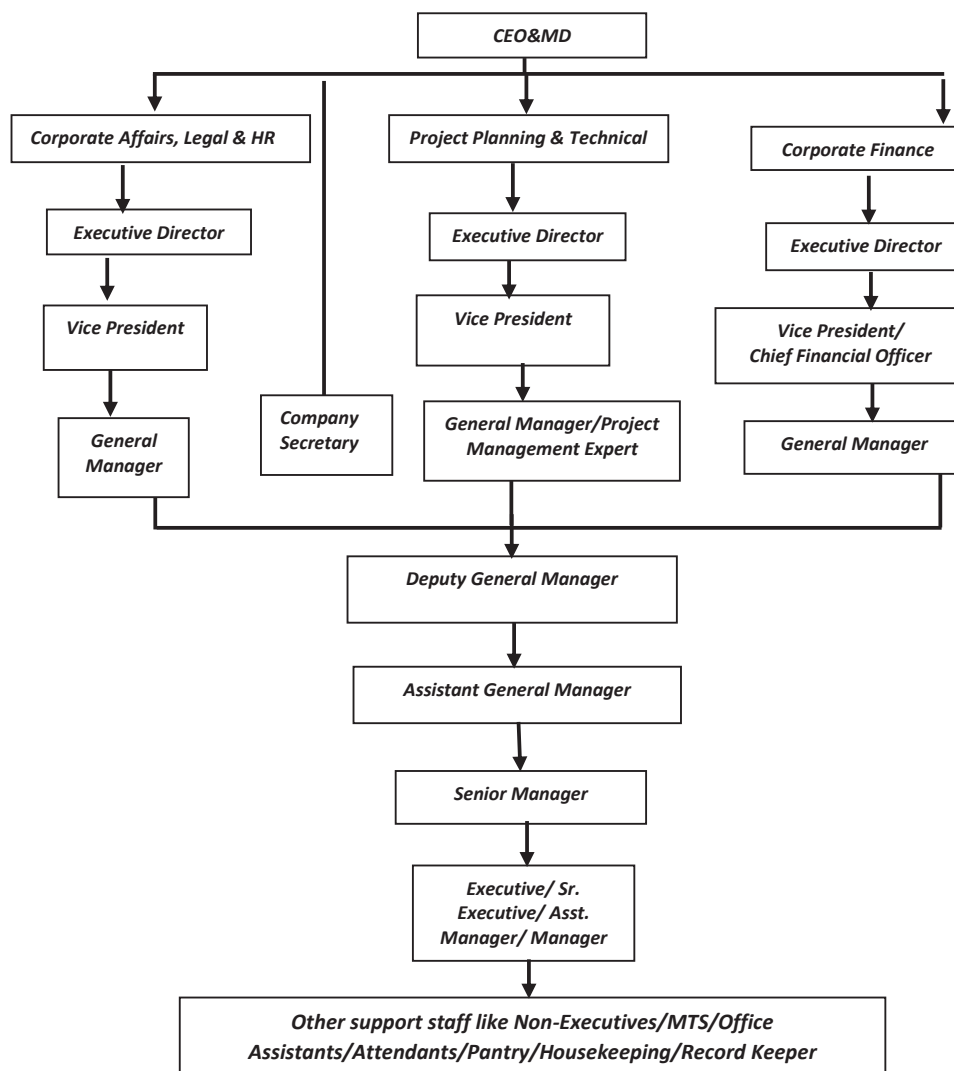 CEO&MD
Corporate Affairs, Legal & HR
Project Planning & Technical
Corporate Finance
Executive Director
Executive Director
Executive Director
Vice President
Vice President
Vice President/
Chief Financial Officer
General
Manager
Company
Secretary
General Manager/Project
Management Expert
General Manager
Deputy General Manager
Assistant General Manager
Senior Manager
Executive/ Sr.
Executive/ Asst.
Manager/ Manager
Other support staff like Non-Executives/MTS/Office
Assistants/Attendants/Pantry/Housekeeping/Record Keeper